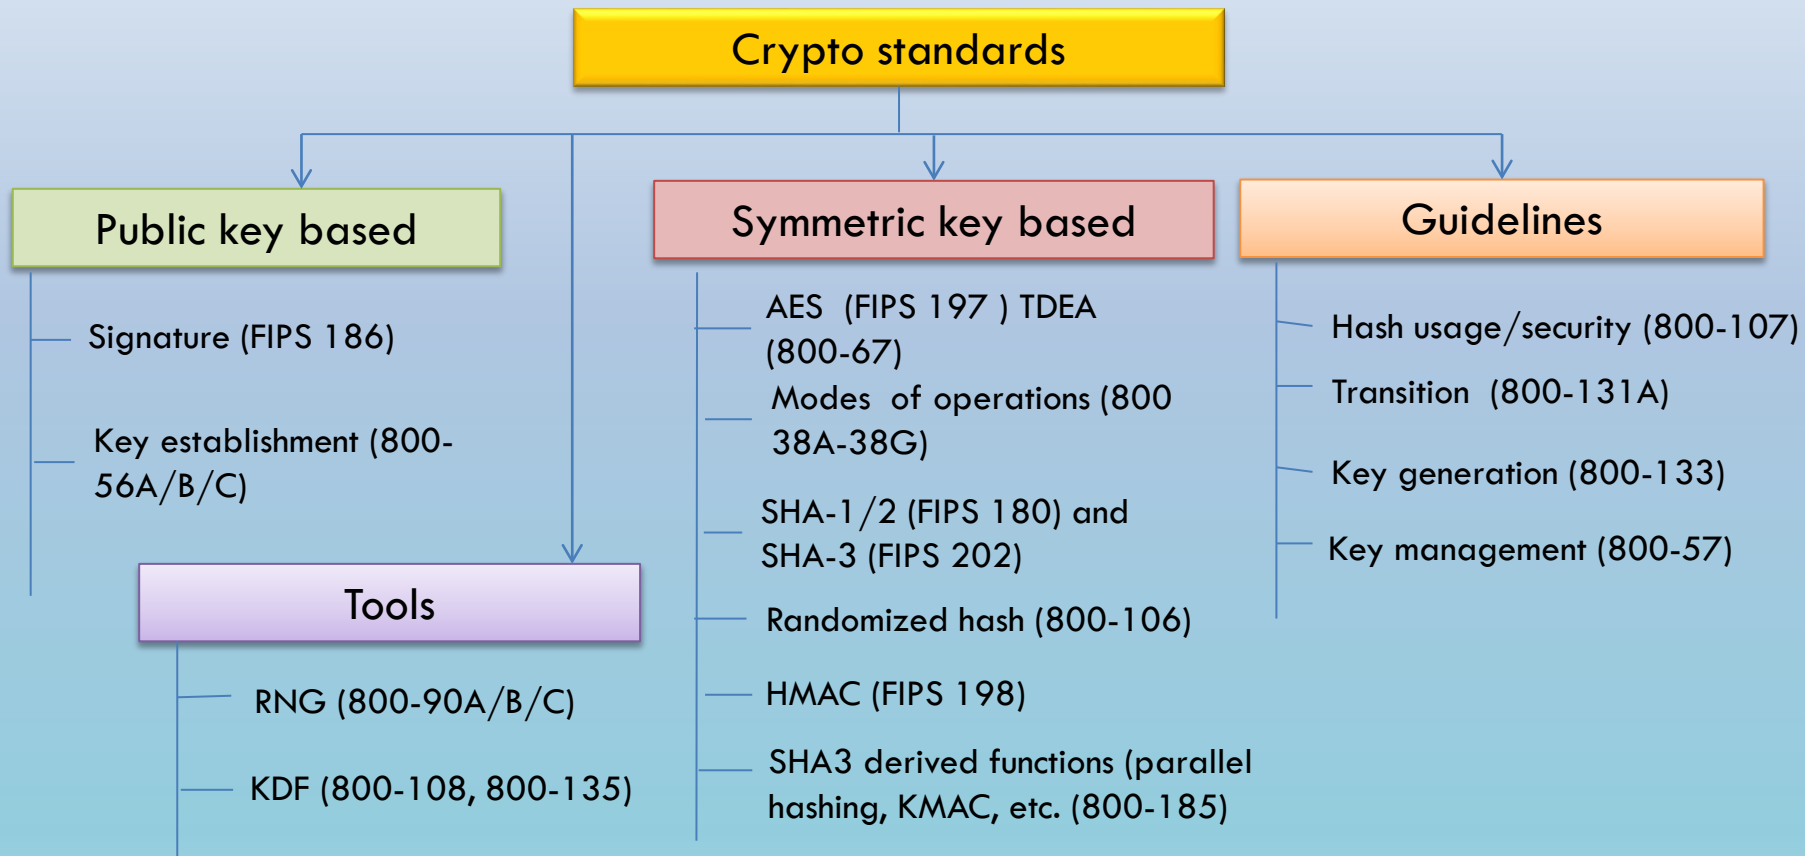 Crypto standards
Public key based
Signature (FIPS 186)
Key establishment (800-
56A/B/C)
Tools
RNG (800-90A/B/C)
KDF (800-108, 800-135)
Symmetric key based
AES  (FIPS 197 ) TDEA
(800-67)
Modes  of operations (800
38A-38G)
SHA-1/2 (FIPS 180) and
SHA-3 (FIPS 202)
Randomized hash (800-106)
HMAC (FIPS 198)
SHA3 derived functions (parallel
hashing, KMAC, etc. (800-185)
Guidelines
Hash usage/security (800-107)
Transition  (800-131A)
Key generation (800-133)
Key management (800-57)